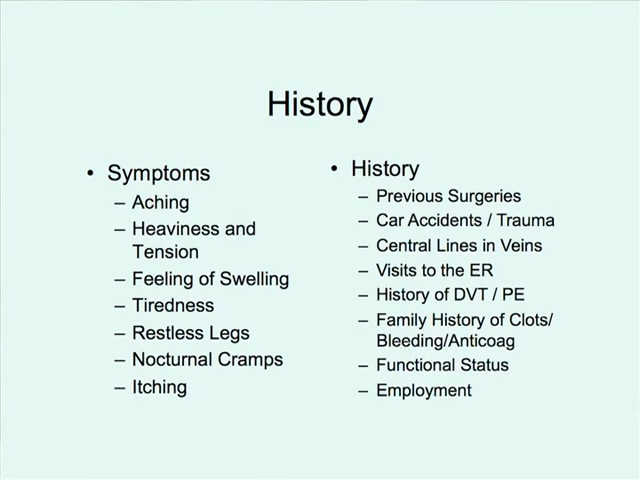 History
• Symptoms
– Aching
– Heaviness and
Tension
– Feeling of Swelling
– Tiredness
– Restless Legs
– Nocturnal Cramps
– Itching
• History
– Previous Surgeries
– Car Accidents / Trauma
– Central Lines in Veins
– Visits to the ER
– History of DVT / PE
– Family History of Clots/
Bleeding/Anticoag
– Functional Status
– Employment